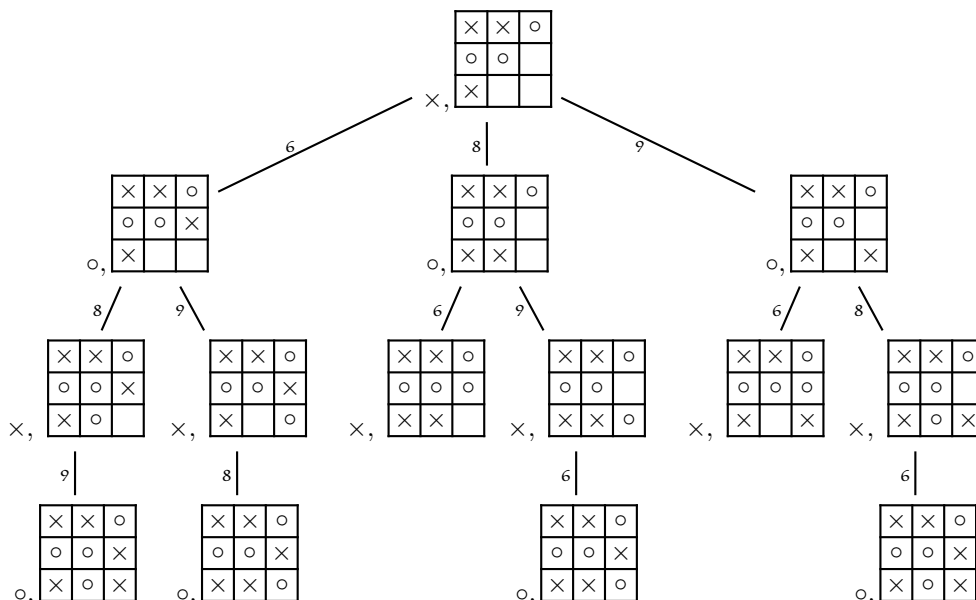 × × ○
○ ○
×, ×
6 8 9
× × ○ × × ○ × × ○
○ ○ × ○ ○ ○ ○
○, × ○, × × ○, × ×
8 9 6 9 6 8
× × ○ × × ○ × × ○ × × ○ × × ○ × × ○
○ ○ × ○ ○ × ○ ○ ○ ○ ○ ○ ○ ○ ○ ○
×, × ○ ×, × ○ ×, × × ×, × × ○ ×, × × ×, × ○ ×
9 8 6 6
× × ○ × × ○ × × ○ × × ○
○ ○ × ○ ○ × ○ ○ × ○ ○ ×
○, × ○ × ○, × × ○ ○, × × ○ ○, × ○ ×